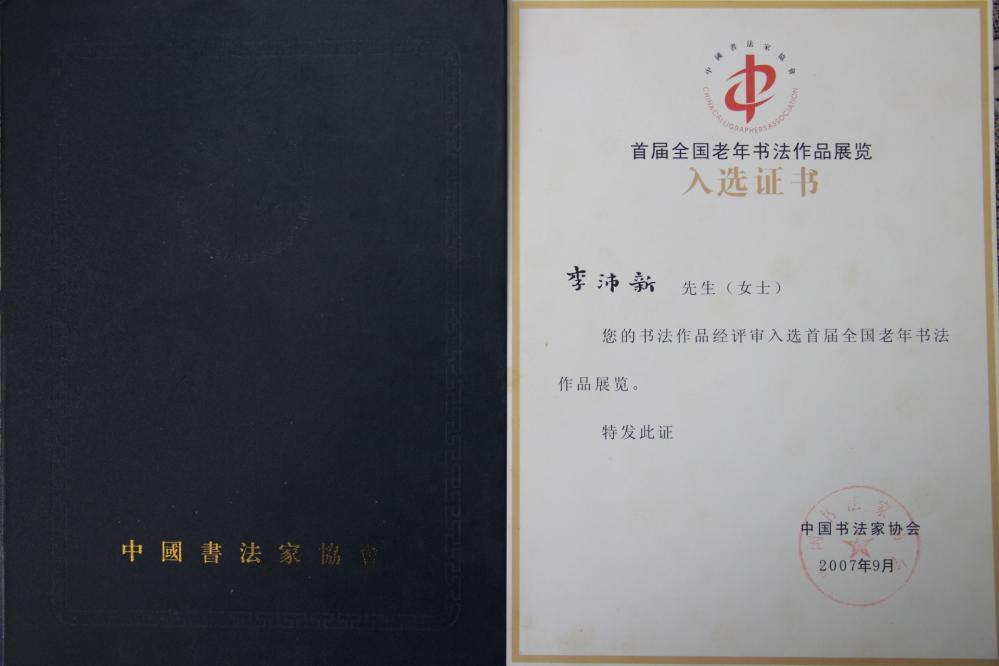 中國書法家協會
中國書法家協會
CHINA CALLIGRAPHERS ASSOCIATION
首届全国老年书法作品展览
入选证书
李沛新 先生（女士）
您的书法作品经评审入选首届全国老年书法
作品展览。
特发此证
中国书法家协会
2007年9月